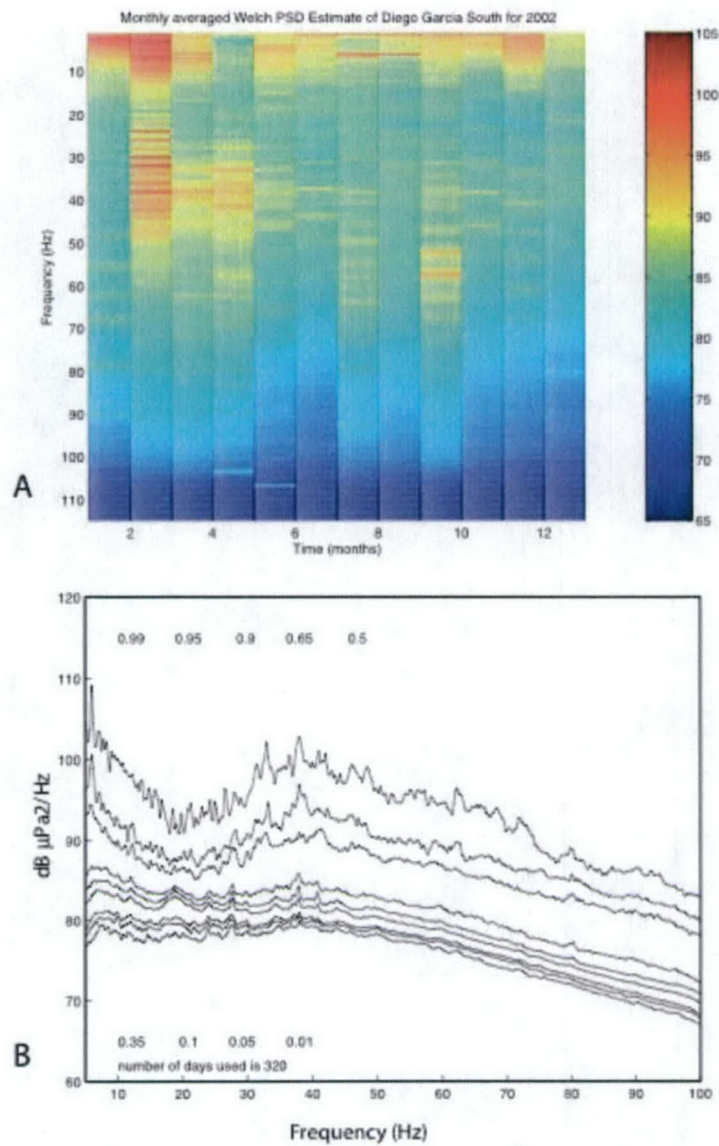 Monthly averaged Welch PSD Estimate of Diego Garcia South for 2002
10
20
30
40
50
60
70
80
90
100
110
Frequency (Hz)
2 4 6 8 10 12
Time (months)
105
100
95
90
85
80
75
70
65
A
120
110
100
90
80
70
60
dB µPa2/Hz
0.99 0.95 0.9 0.65 0.5
0.35 0.1 0.05 0.01
number of days used is 320
10 20 30 40 50 60 70 80 90 100
Frequency (Hz)
B